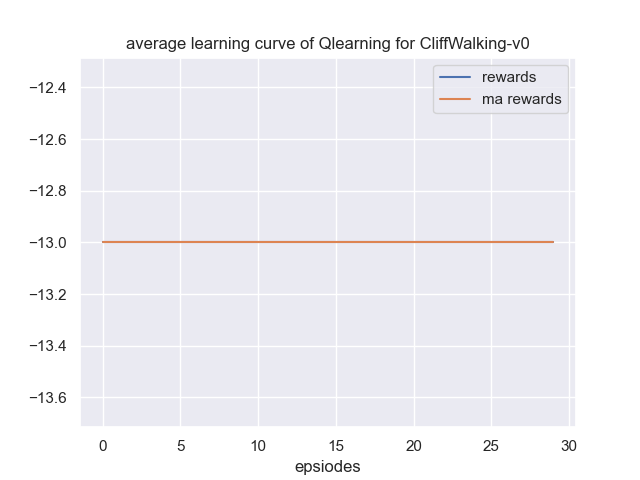 average learning curve of Qlearning for CliffWalking-v0
rewards
ma rewards
−12.4
−12.6
−12.8
−13.0
−13.2
−13.4
−13.6
0 5 10 15 20 25 30
epsiodes